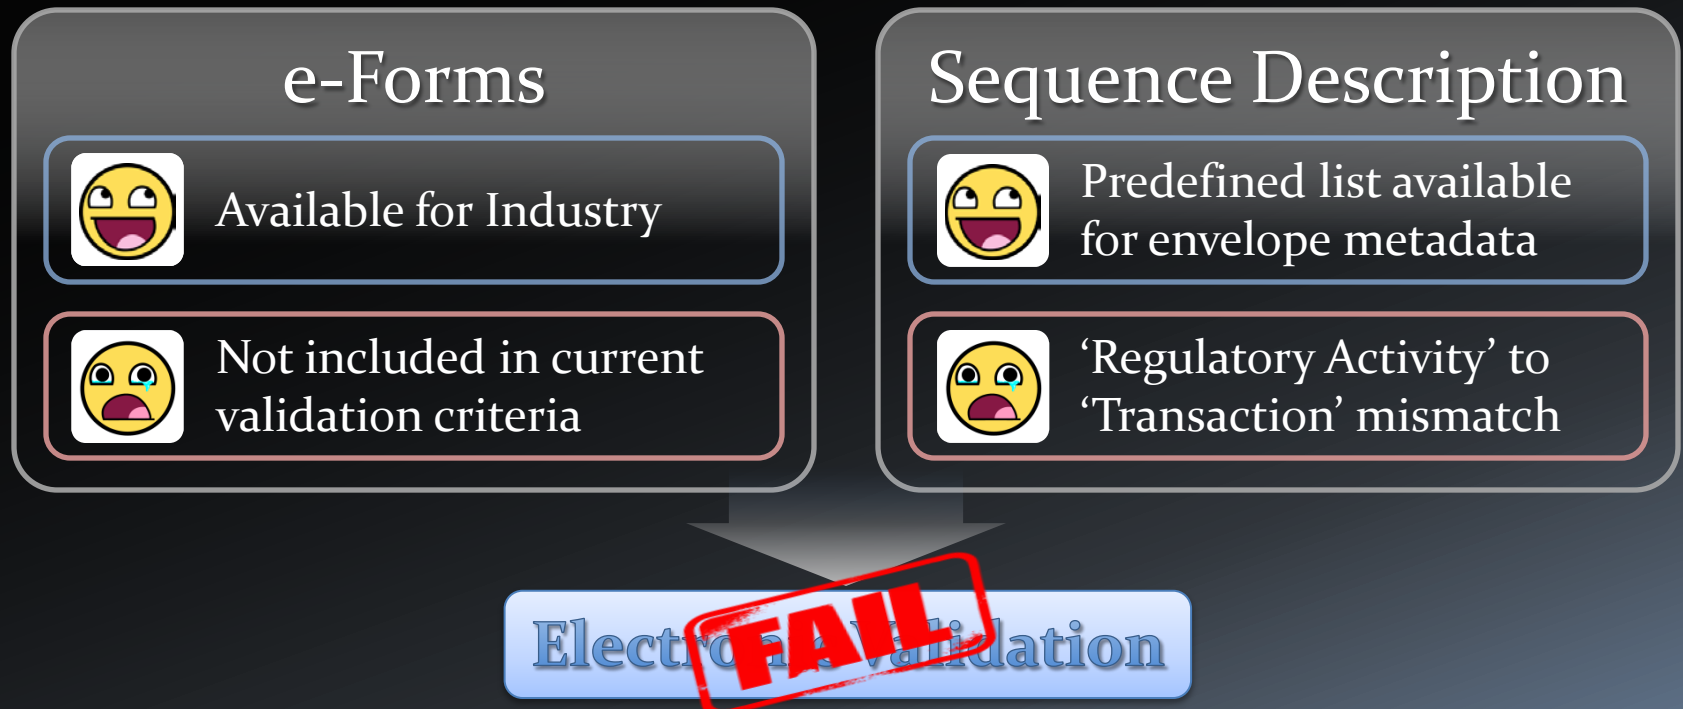 e-Forms
Available for Industry
Not included in current
validation criteria
Sequence Description
Predefined list available
for envelope metadata
‘Regulatory Activity’ to
‘Transaction’ mismatch
Electronic Validation
FAIL